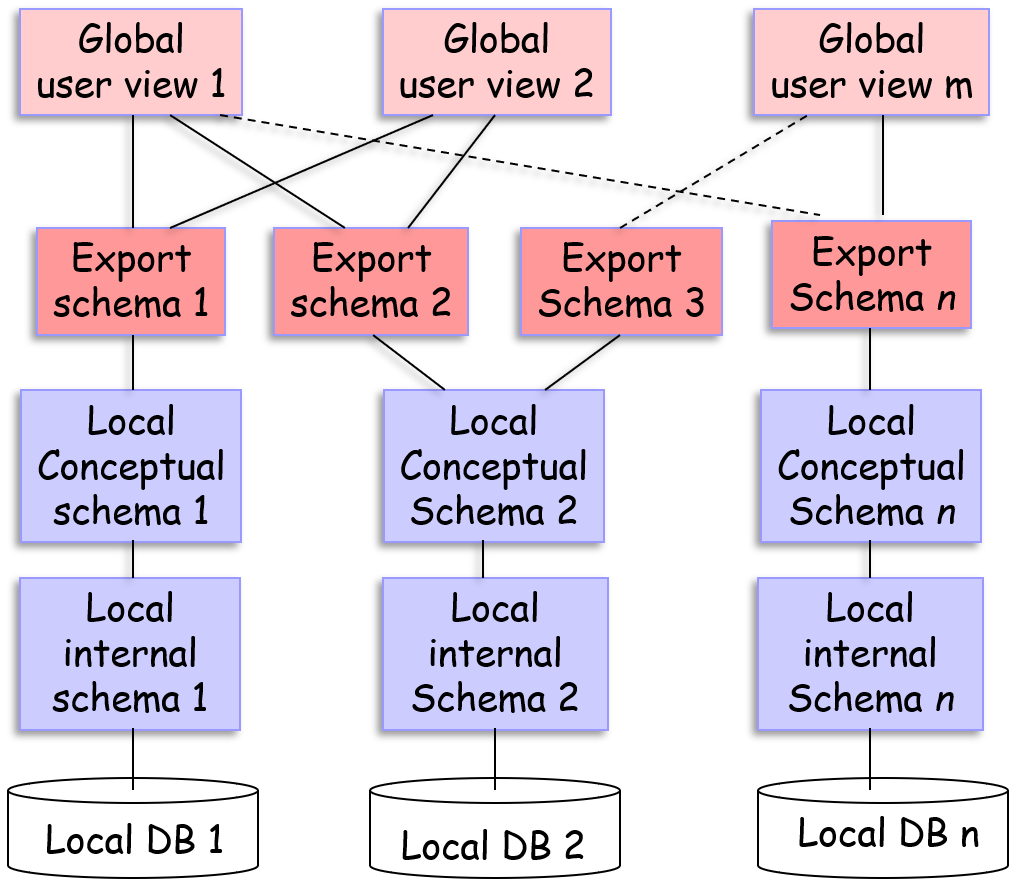 Global
user view 1
Global
user view 2
Global
user view m
Export
schema 1
Export
schema 2
Export
Schema 3
Export
Schema n
Local
Conceptual
schema 1
Local
Conceptual
Schema 2
Local
Conceptual
Schema n
Local
internal
schema 1
Local
internal
Schema 2
Local
internal
Schema n
Local DB 1
Local DB 2
Local DB n